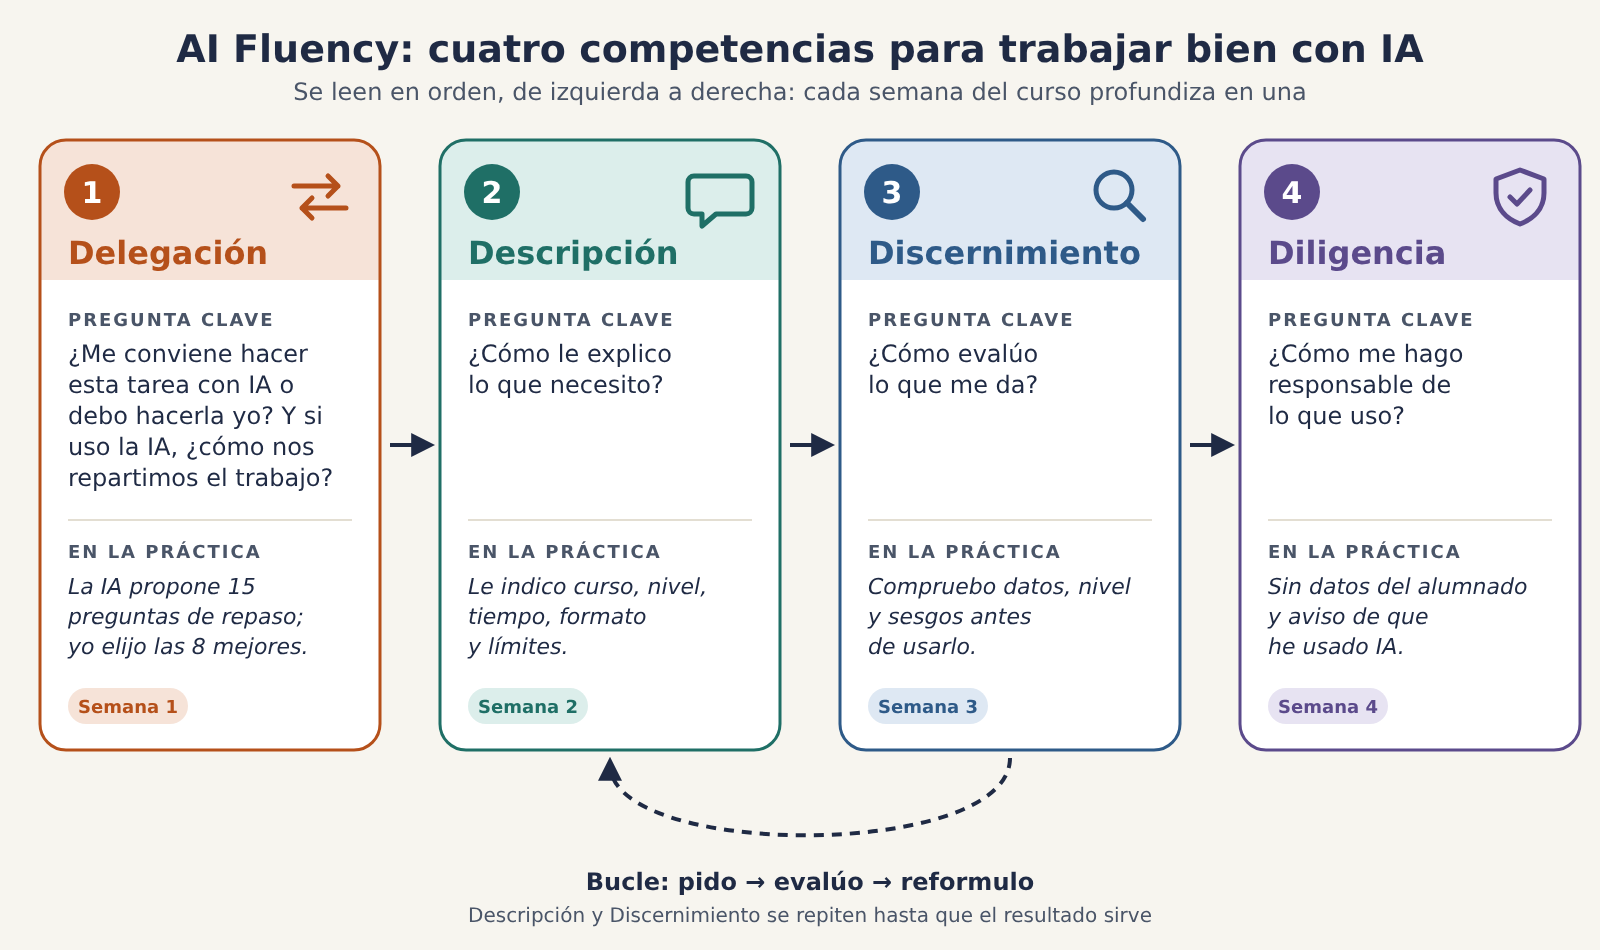 AI Fluency: cuatro competencias para trabajar bien con IA
Se leen en orden, de izquierda a derecha: cada semana del curso profundiza en una
1
Delegación
PREGUNTA CLAVE
¿Me conviene hacer
esta tarea con IA o
debo hacerla yo? Y si
uso la IA, ¿cómo nos
repartimos el trabajo?
EN LA PRÁCTICA
La IA propone 15
preguntas de repaso;
yo elijo las 8 mejores.
Semana 1
2
Descripción
PREGUNTA CLAVE
¿Cómo le explico
lo que necesito?
EN LA PRÁCTICA
Le indico curso, nivel,
tiempo, formato
y límites.
Semana 2
3
Discernimiento
PREGUNTA CLAVE
¿Cómo evalúo
lo que me da?
EN LA PRÁCTICA
Compruebo datos, nivel
y sesgos antes
de usarlo.
Semana 3
4
Diligencia
PREGUNTA CLAVE
¿Cómo me hago
responsable de
lo que uso?
EN LA PRÁCTICA
Sin datos del alumnado
y aviso de que
he usado IA.
Semana 4
Bucle: pido → evalúo → reformulo
Descripción y Discernimiento se repiten hasta que el resultado sirve